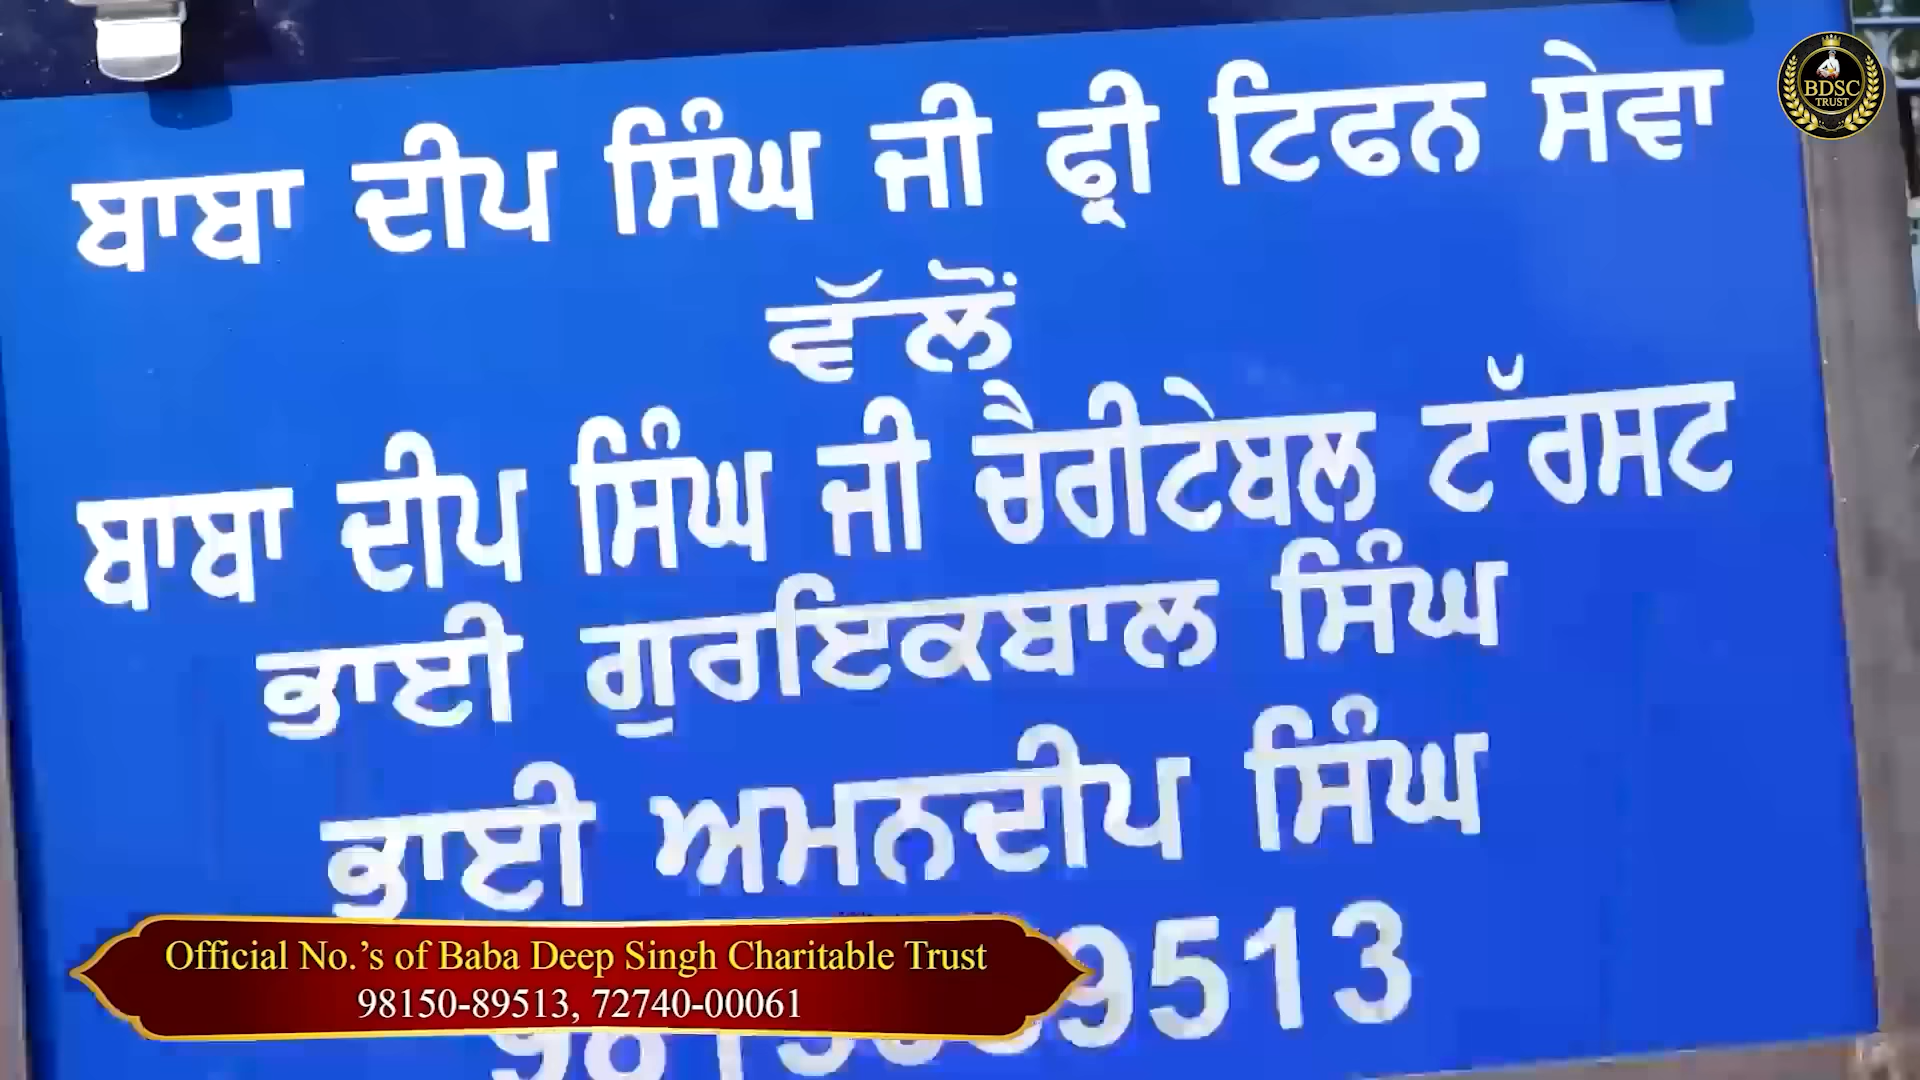 BDSC
TRUST
ਬਾਬਾ ਦੀਪ ਸਿੰਘ ਜੀ ਫ੍ਰੀ ਟਿਫਨ ਸੇਵਾ
ਵੱਲੋਂ
ਬਾਬਾ ਦੀਪ ਸਿੰਘ ਜੀ ਚੈਰੀਟੇਬਲ ਟੱਰਸਟ
ਭਾਈ ਗੁਰਇਕਬਾਲ ਸਿੰਘ
ਭਾਈ ਅਮਨਦੀਪ ਸਿੰਘ
Official No.’s of Baba Deep Singh Charitable Trust
98150-89513, 72740-00061